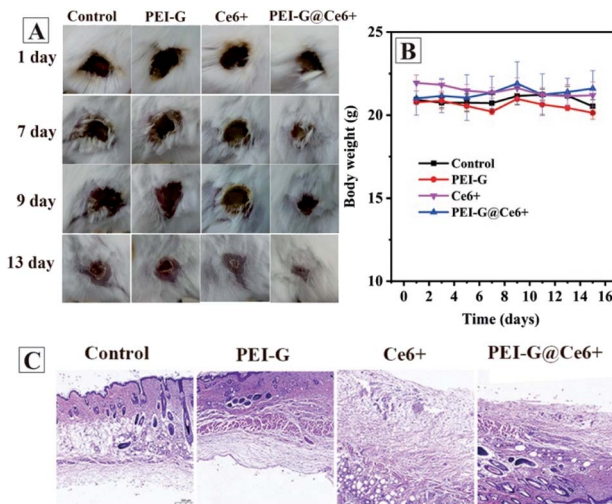 A
Control PEI-G Ce6+ PEI-G@Ce6+
1 day
7 day
9 day
13 day
B
Body weight (g)
25
20
15
10
Control
PEI-G
Ce6+
PEI-G@Ce6+
0 2 4 6 8 10 12 14 16
Time (days)
C
Control PEI-G Ce6+ PEI-G@Ce6+